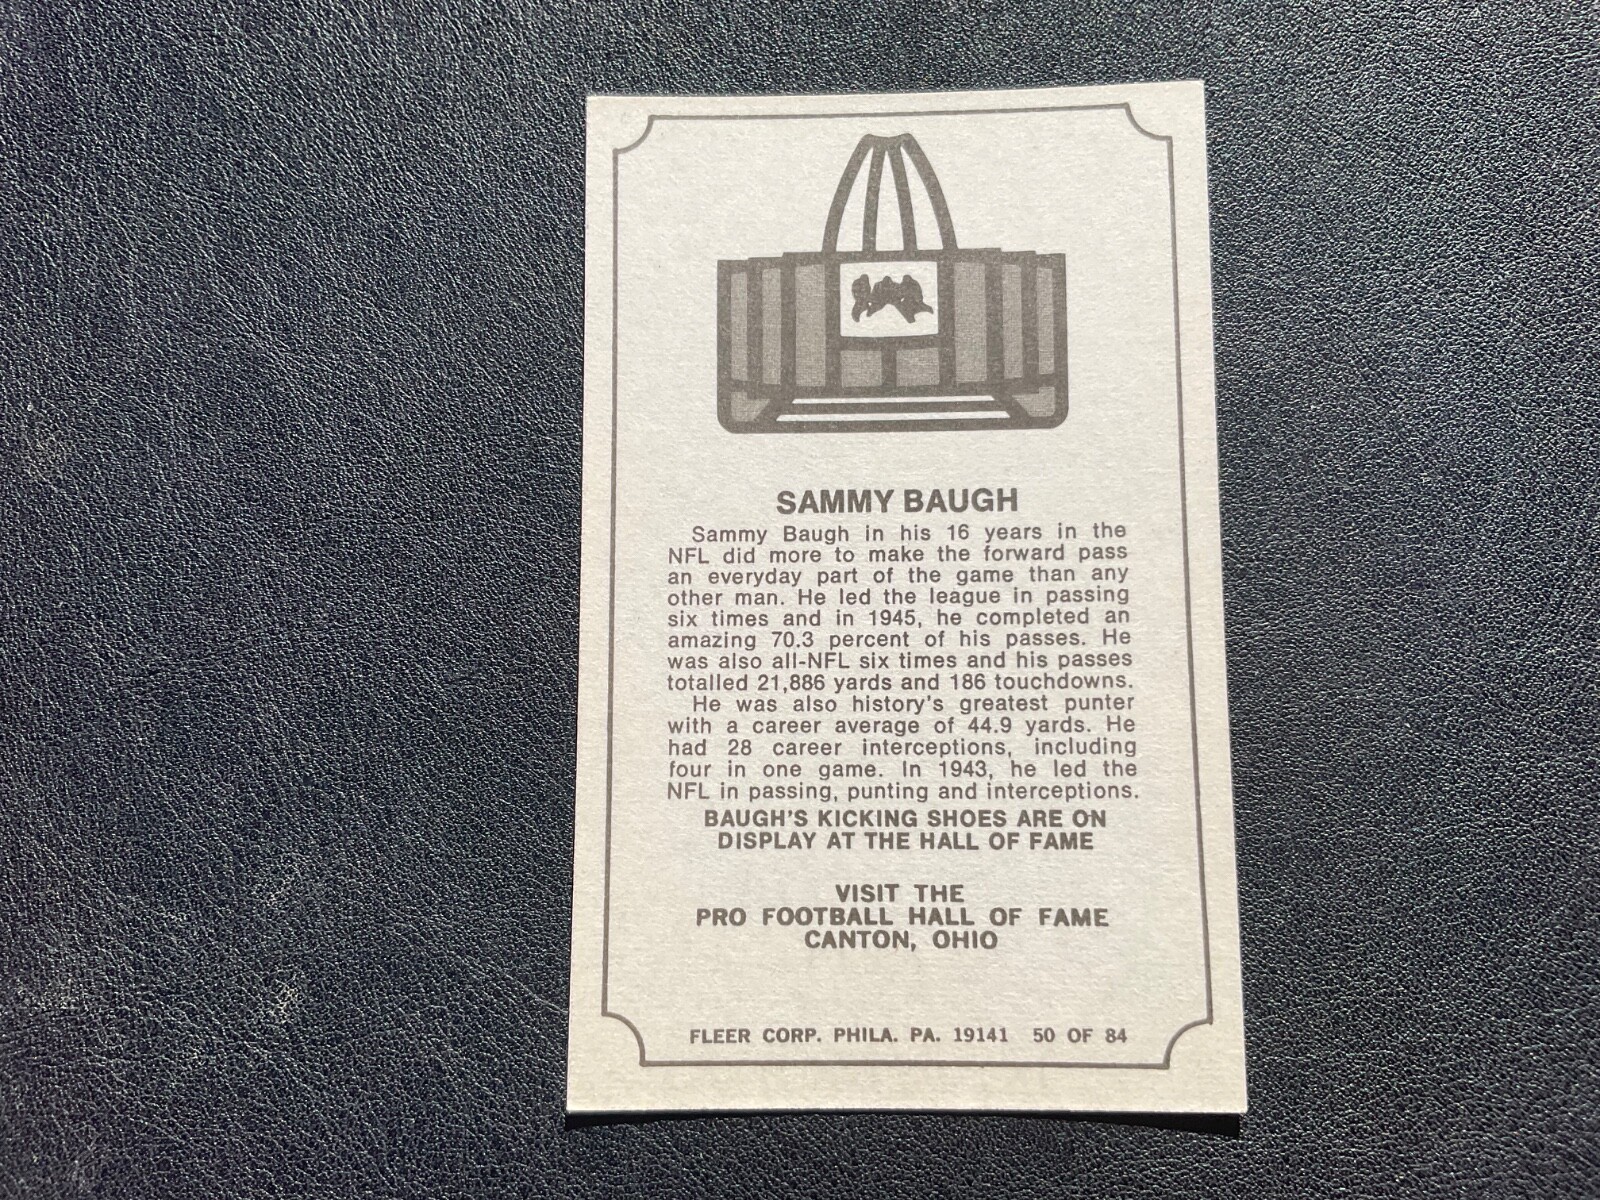 SAMMY BAUGH
Sammy Baugh in his 16 years in the
NFL did more to make the forward pass
an everyday part of the game than any
other man. He led the league in passing
six times and in 1945, he completed an
amazing 70.3 percent of his passes. He
was also all-NFL six times and his passes
totalled 21,886 yards and 186 touchdowns.
He was also history's greatest punter
with a career average of 44.9 yards. He
had 28 career interceptions, including
four in one game. In 1943, he led the
NFL in passing, punting and interceptions.
BAUGH'S KICKING SHOES ARE ON
DISPLAY AT THE HALL OF FAME
VISIT THE
PRO FOOTBALL HALL OF FAME
CANTON, OHIO
FLEER CORP. PHILA. PA. 19141 50 OF 84